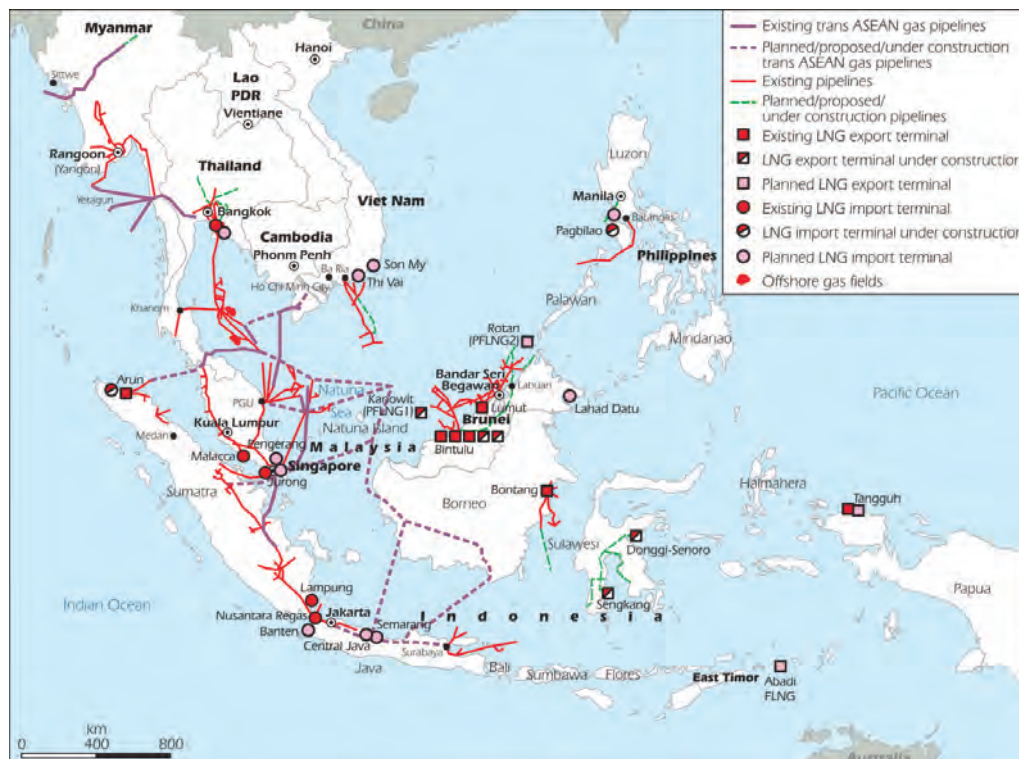 China
Myanmar
Hanoi
Sittwe
Lao
PDR
Vientiane
Rangoon
(Yangon)
Thailand
Yetagun
Bangkok
Viet Nam
Cambodia
Phonm Penh
Ba Ria
Ho Chi Minh City
Son My
Thi Vai
Khanom
Luzon
Manila
Batangas
Pagbilao
Philippines
Palawan
Mindanao
Rotan
(PFLNG2)
Bandar Seri
Begawan
Labuan
Lumut
Brunei
Kanowit
(PFLNG1)
Lahad Datu
Pacific Ocean
Arun
PGU
Natuna
Sea
Natuna Island
Medan
Kuala Lumpur
Malaysia
Pengerang
Malacca
Singapore
Jurong
Sumatra
Bintulu
Borneo
Bontang
Sulawesi
Halmahera
Tangguh
Donggi-Senoro
Sengkang
Papua
Indian Ocean
Lampung
Nusantara Regas
Jakarta
Banten
Semarang
Central Java
Surabaya
Indonesia
Java
Bali
Sumbawa
Flores
East Timor
Abadi
FLNG
Australia
km
0 400 800
Existing trans ASEAN gas pipelines
Planned/proposed/under construction
trans ASEAN gas pipelines
Existing pipelines
Planned/proposed/
under construction pipelines
Existing LNG export terminal
LNG export terminal under construction
Planned LNG export terminal
Existing LNG import terminal
LNG import terminal under construction
Planned LNG import terminal
Offshore gas fields